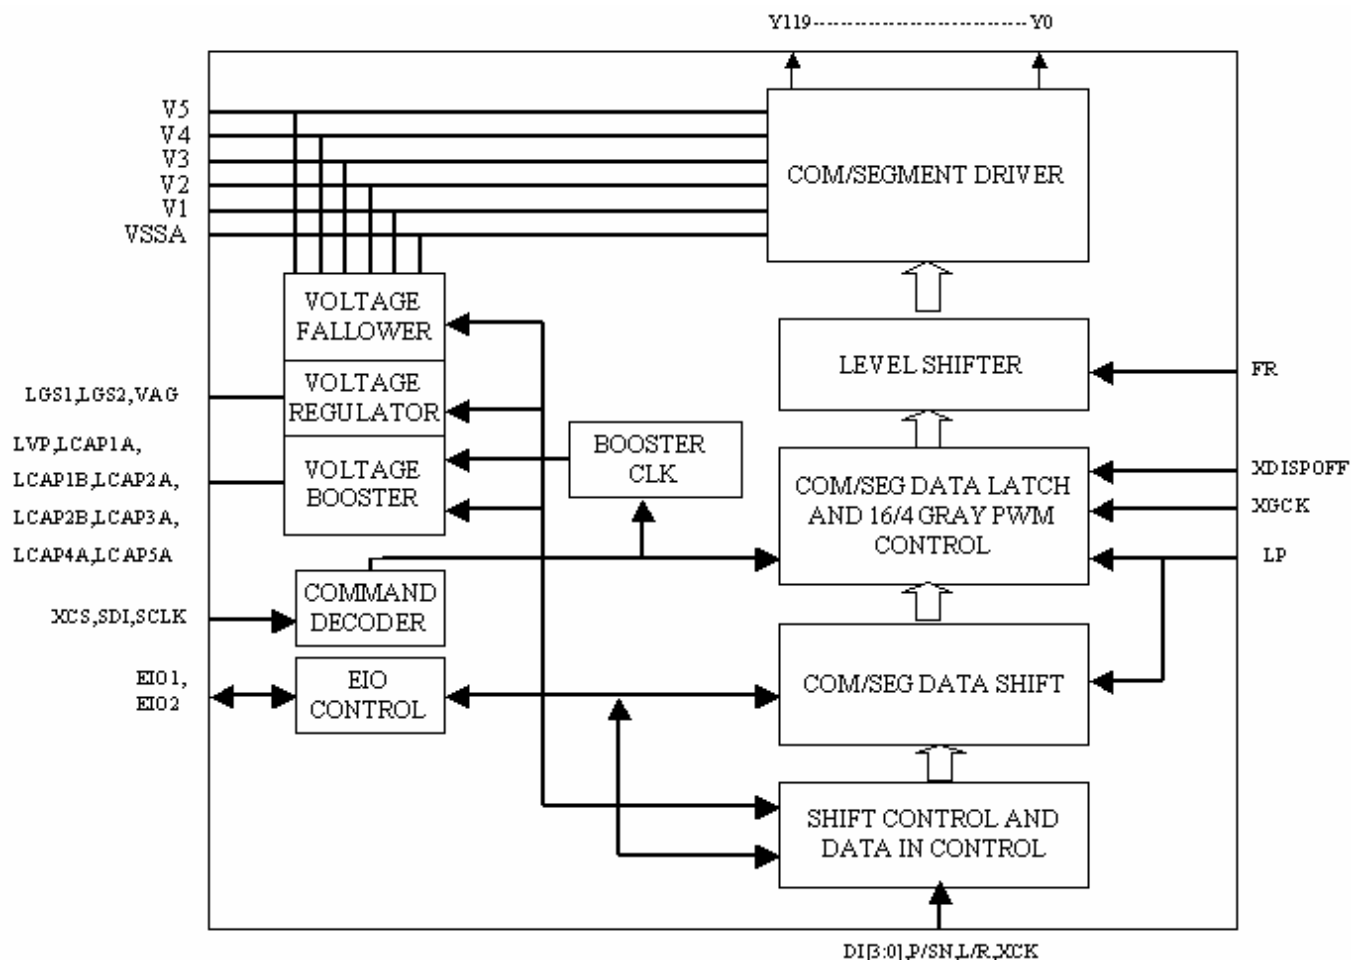 Y119------------------------------Y0
V5
V4
V3
V2
V1
VSSA
COM/SEGMENT DRIVER
VOLTAGE
FALLOWER
LEVEL SHIFTER
FR
LGS1,LGS2,VAG
VOLTAGE
REGULATOR
LVP,LCAP1A,
LCAP1B,LCAP2A,
LCAP2B,LCAP3A,
LCAP4A,LCAP5A
VOLTAGE
BOOSTER
BOOSTER
CLK
COM/SEG DATA LATCH
AND 16/4 GRAY PWM
CONTROL
XDISPOFF
XGCK
LP
XCS,SDI,SCLK
COMMAND
DECODER
EIO1,
EIO2
EIO
CONTROL
COM/SEG DATA SHIFT
SHIFT CONTROL AND
DATA IN CONTROL
DI[3:0],P/SN,L/R,XCK